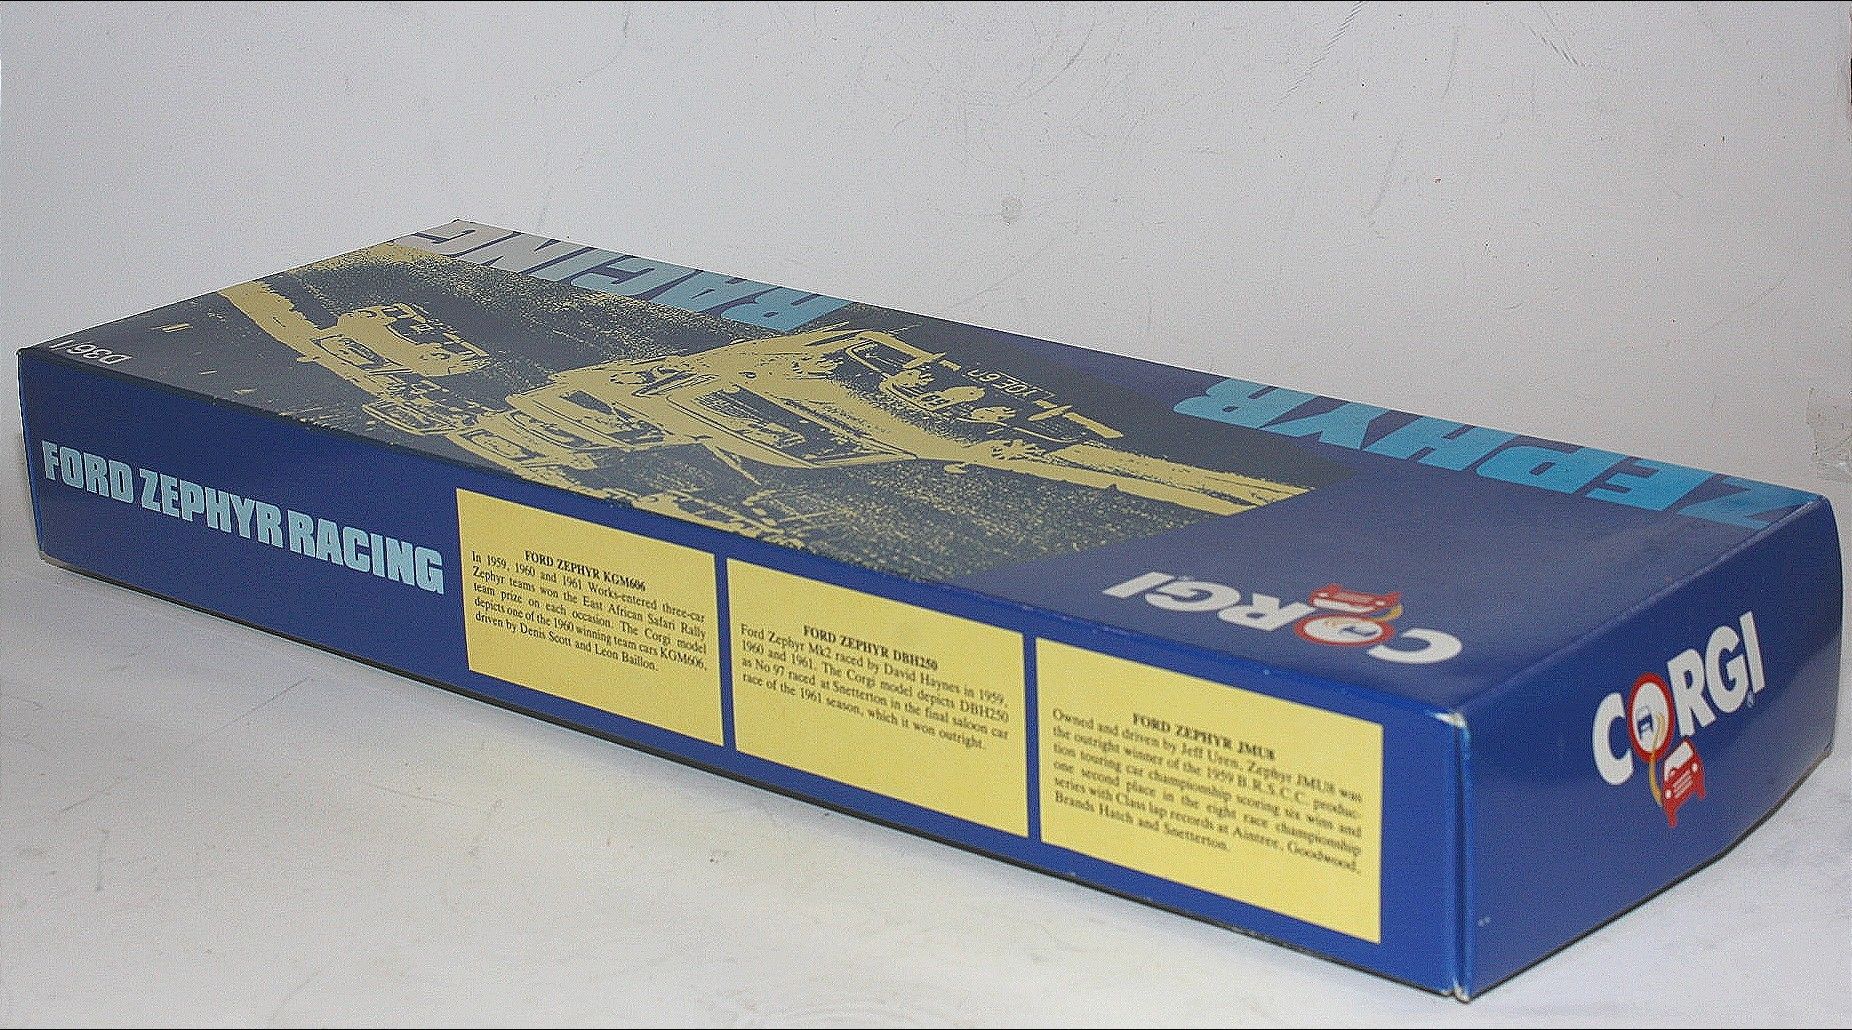 ZEPHYR
RACING
10E67
D36/1
CORGI
FORD ZEPHYR RACING
FORD ZEPHYR KGM606
In 1959, 1960 and 1961 Works-entered three-car
Zephyr teams won the East African Safari Rally
team prize on each occasion. The Corgi model
depicts one of the 1960 winning team cars KGM606,
driven by Denis Scott and Leon Baillon.
FORD ZEPHYR DBH250
Ford Zephyr Mk2 raced by David Haynes in 1959,
1960 and 1961. The Corgi model depicts DBH250
as No 97 raced at Snetterton in the final saloon car
race of the 1961 season, which it won outright.
FORD ZEPHYR JMU8
Owned and driven by Jeff Uren, Zephyr JMU8 was
the outright winner of the 1959 B.R.S.C.C. produc-
tion touring car championship scoring six wins and
one second place in the eight race championship
series with Class lap records at Aintree, Goodwood,
Brands Hatch and Snetterton.
CORGI